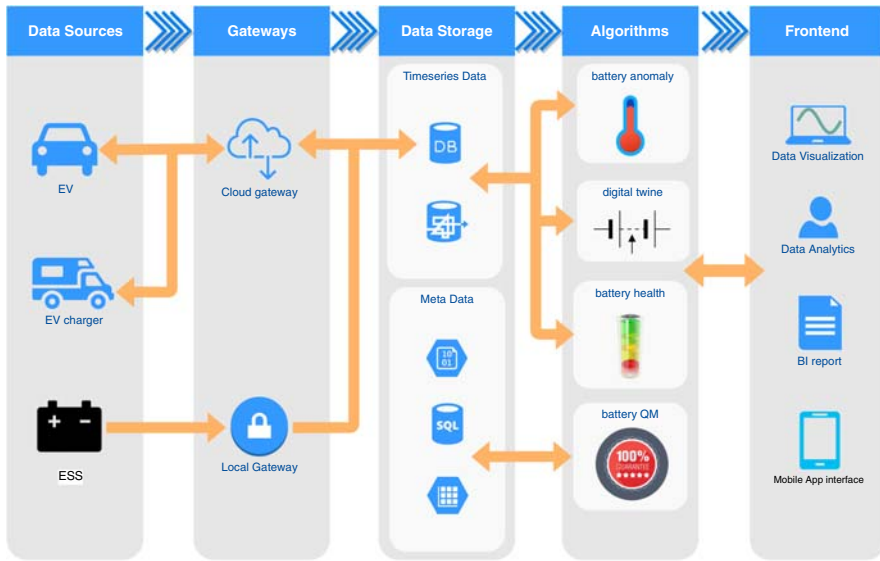 Data Sources
Gateways
Data Storage
Algorithms
Frontend
EV
EV charger
ESS
Cloud gateway
Local Gateway
Timeseries Data
DB
Meta Data
10
01
SQL
battery anomaly
digital twine
battery health
battery QM
100%
GUARANTEE
Data Visualization
Data Analytics
BI report
Mobile App interface